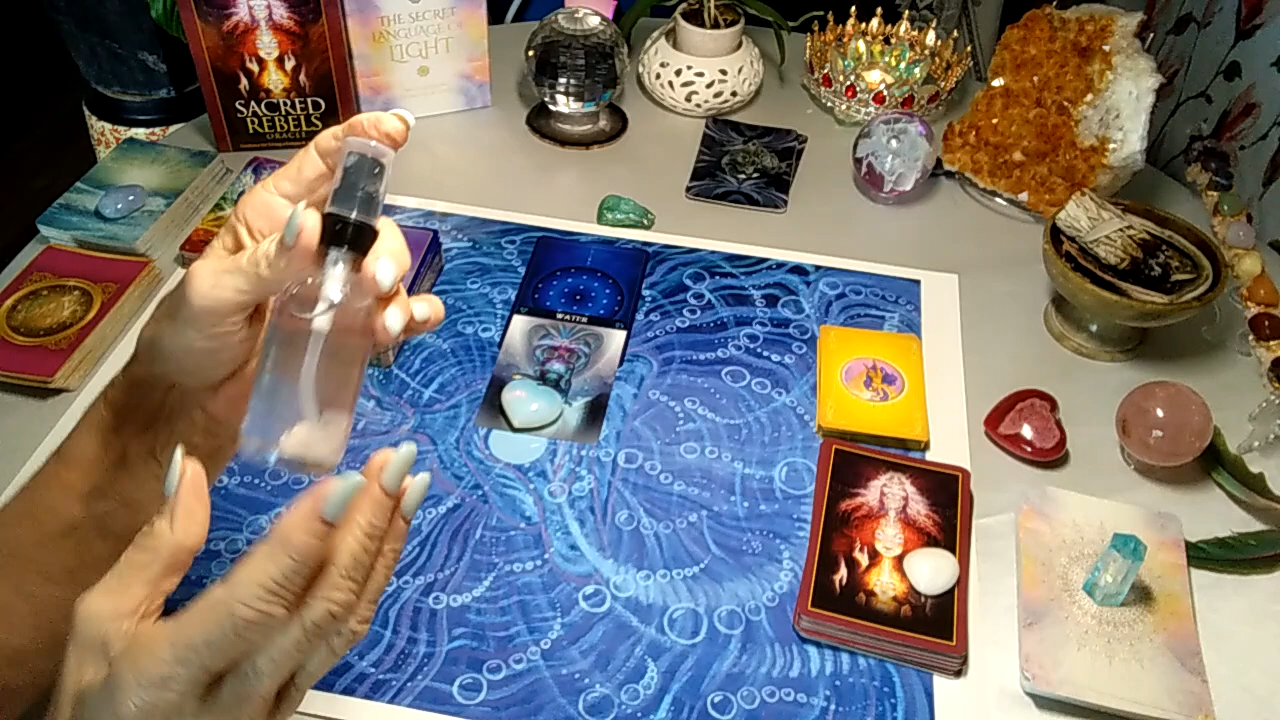 SACRED
REBELS
ORACLE
THE SECRET
LANGUAGE OF
LIGHT
WATER